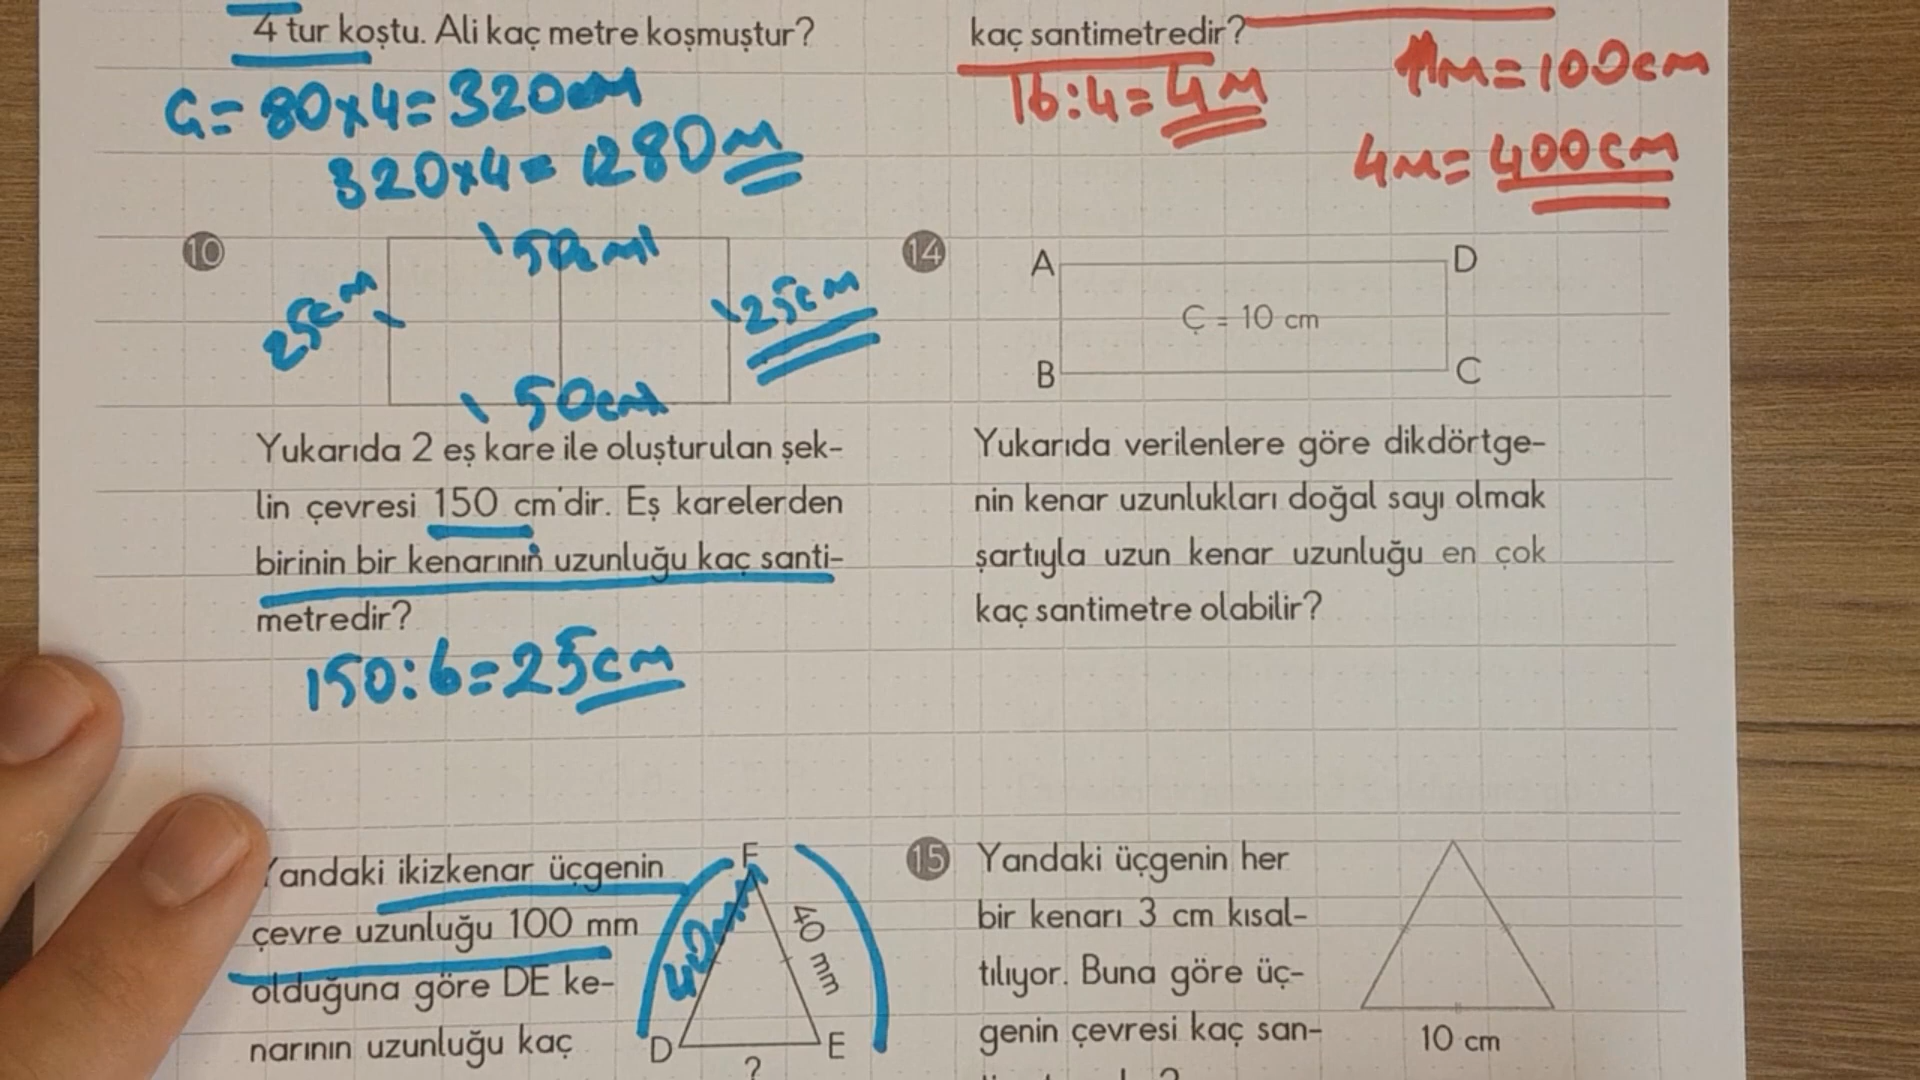 4 tur koştu. Ali kaç metre koşmuştur?
Ç= 80x4= 320m
320x4= 1280m
10
50cm
25cm
25cm
50cm
Yukarıda 2 eş kare ile oluşturulan şek-
lin çevresi 150 cm'dir. Eş karelerden
birinin bir kenarının uzunluğu kaç santi-
metredir?
150:6=25cm
Yandaki ikizkenar üçgenin
çevre uzunluğu 100 mm
olduğuna göre DE ke-
narının uzunluğu kaç
F
40mm
40 mm
D
E
?
kaç santimetredir?
16:4=4m
1m=100cm
4m=400cm
14
A
D
Ç = 10 cm
B
C
Yukarıda verilenlere göre dikdörtge-
nin kenar uzunlukları doğal sayı olmak
şartıyla uzun kenar uzunluğu en çok
kaç santimetre olabilir?
15
Yandaki üçgenin her
bir kenarı 3 cm kısal-
tılıyor. Buna göre üç-
genin çevresi kaç san-
10 cm